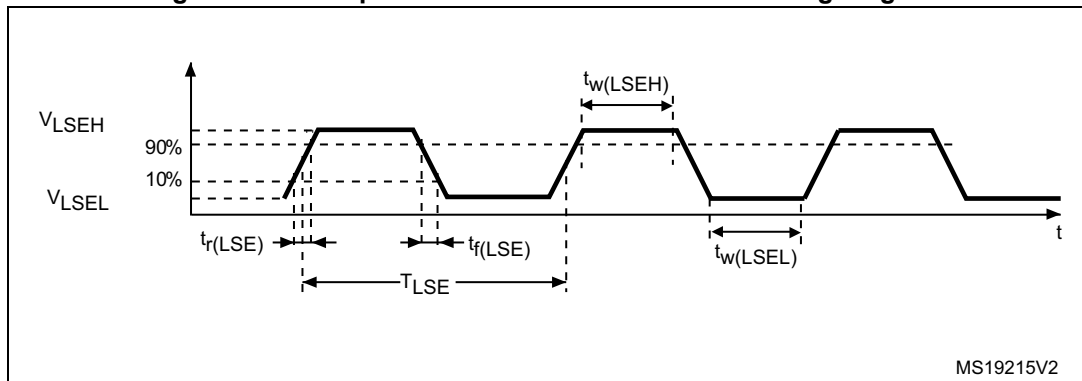 tw(LSEH)
VLSEH
90%
10%
VLSEL
tr(LSE)
tf(LSE)
tw(LSEL)
t
TLSE
MS19215V2